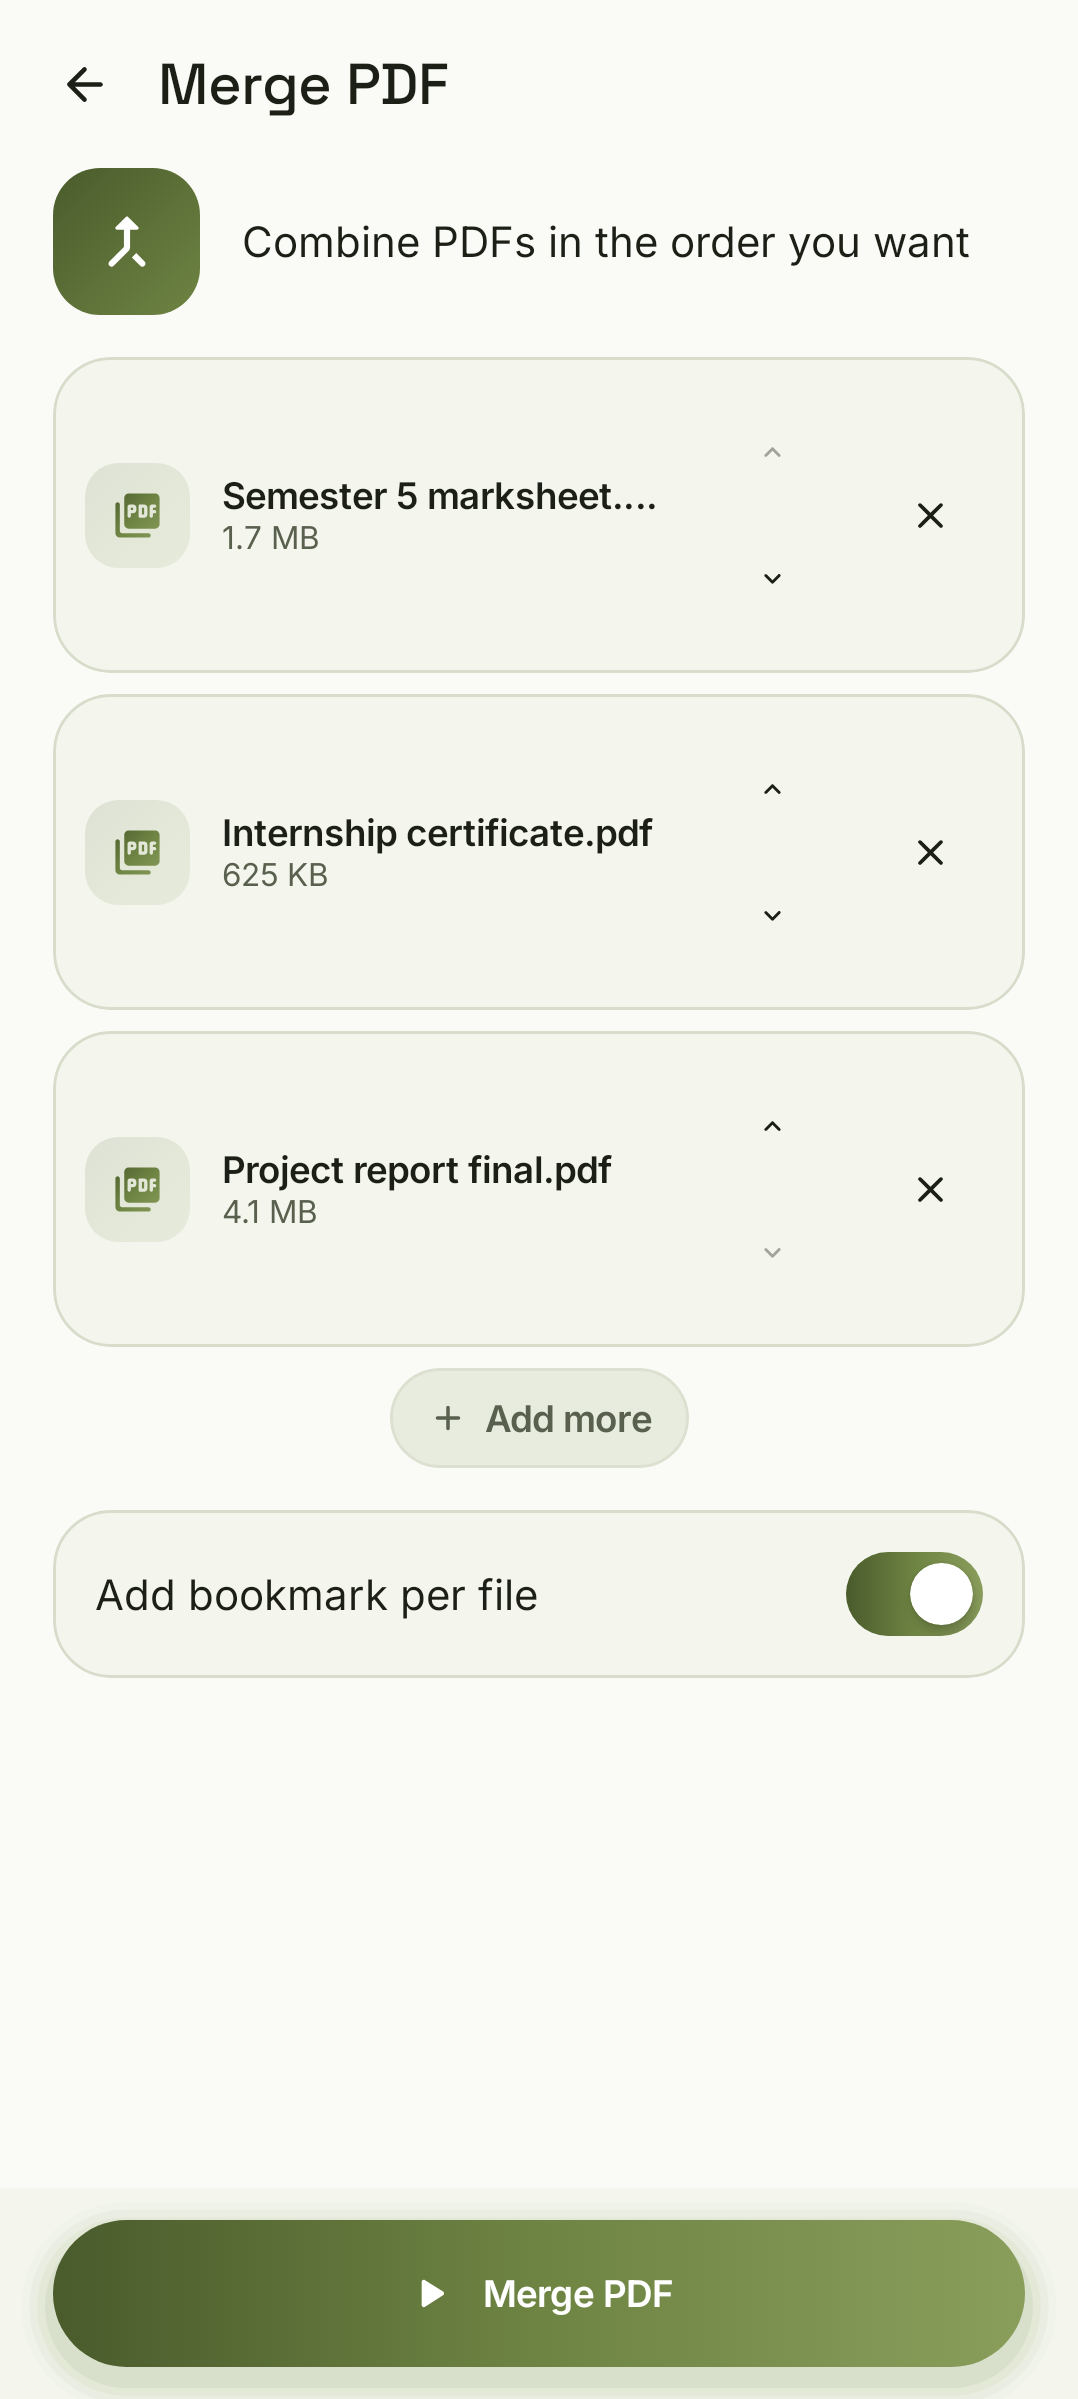 Merge PDF
Combine PDFs in the order you want
PDF
Semester 5 marksheet....
1.7 MB
PDF
Internship certificate.pdf
625 KB
PDF
Project report final.pdf
4.1 MB
Add more
Add bookmark per file
Merge PDF